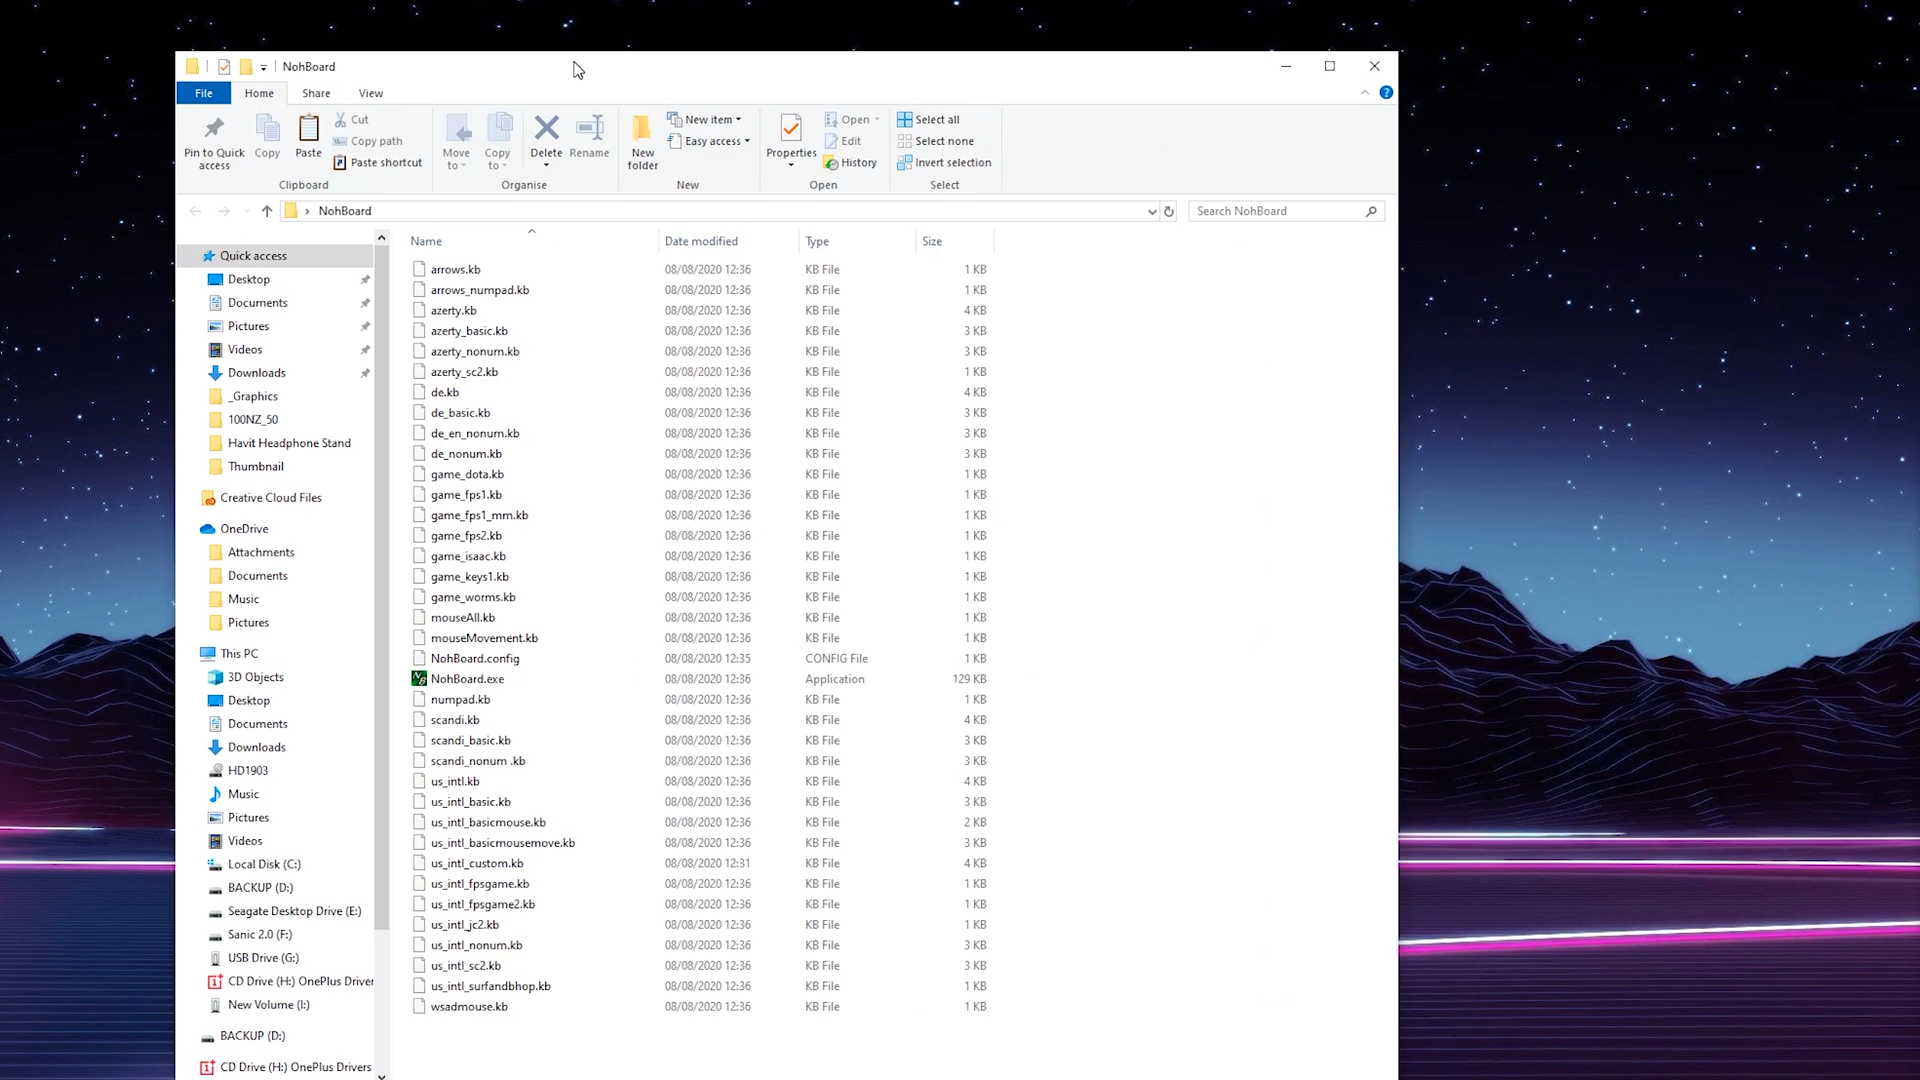 NohBoard
File Home Share View
Pin to Quick access
Copy
Paste
Cut
Copy path
Paste shortcut
Clipboard
Move to
Copy to
Delete
Rename
Organise
New folder
New item
Easy access
New
Properties
Open
Edit
History
Open
Select all
Select none
Invert selection
Select
NohBoard
Search NohBoard
Quick access
Desktop
Documents
Pictures
Videos
Downloads
_Graphics
100NZ_50
Havit Headphone Stand
Thumbnail
Creative Cloud Files
OneDrive
Attachments
Documents
Music
Pictures
This PC
3D Objects
Desktop
Documents
Downloads
HD1903
Music
Pictures
Videos
Local Disk (C:)
BACKUP (D:)
Seagate Desktop Drive (E:)
Sanic 2.0 (F:)
USB Drive (G:)
CD Drive (H:) OnePlus Driver
New Volume (I:)
BACKUP (D:)
CD Drive (H:) OnePlus Drivers
Name Date modified Type Size
arrows.kb 08/08/2020 12:36 KB File 1 KB
arrows_numpad.kb 08/08/2020 12:36 KB File 1 KB
azerty.kb 08/08/2020 12:36 KB File 4 KB
azerty_basic.kb 08/08/2020 12:36 KB File 3 KB
azerty_nonum.kb 08/08/2020 12:36 KB File 3 KB
azerty_sc2.kb 08/08/2020 12:36 KB File 1 KB
de.kb 08/08/2020 12:36 KB File 4 KB
de_basic.kb 08/08/2020 12:36 KB File 3 KB
de_en_nonum.kb 08/08/2020 12:36 KB File 3 KB
de_nonum.kb 08/08/2020 12:36 KB File 3 KB
game_dota.kb 08/08/2020 12:36 KB File 1 KB
game_fps1.kb 08/08/2020 12:36 KB File 1 KB
game_fps1_mm.kb 08/08/2020 12:36 KB File 1 KB
game_fps2.kb 08/08/2020 12:36 KB File 1 KB
game_isaac.kb 08/08/2020 12:36 KB File 1 KB
game_keys1.kb 08/08/2020 12:36 KB File 1 KB
game_worms.kb 08/08/2020 12:36 KB File 1 KB
mouseAll.kb 08/08/2020 12:36 KB File 1 KB
mouseMovement.kb 08/08/2020 12:36 KB File 1 KB
NohBoard.config 08/08/2020 12:35 CONFIG File 1 KB
NohBoard.exe 08/08/2020 12:36 Application 129 KB
numpad.kb 08/08/2020 12:36 KB File 1 KB
scandi.kb 08/08/2020 12:36 KB File 4 KB
scandi_basic.kb 08/08/2020 12:36 KB File 3 KB
scandi_nonum .kb 08/08/2020 12:36 KB File 3 KB
us_intl.kb 08/08/2020 12:36 KB File 4 KB
us_intl_basic.kb 08/08/2020 12:36 KB File 3 KB
us_intl_basicmouse.kb 08/08/2020 12:36 KB File 2 KB
us_intl_basicmousemove.kb 08/08/2020 12:36 KB File 3 KB
us_intl_custom.kb 08/08/2020 12:31 KB File 4 KB
us_intl_fpsgame.kb 08/08/2020 12:36 KB File 1 KB
us_intl_fpsgame2.kb 08/08/2020 12:36 KB File 1 KB
us_intl_jc2.kb 08/08/2020 12:36 KB File 1 KB
us_intl_nonum.kb 08/08/2020 12:36 KB File 3 KB
us_intl_sc2.kb 08/08/2020 12:36 KB File 3 KB
us_intl_surfandbhop.kb 08/08/2020 12:36 KB File 1 KB
wsadmouse.kb 08/08/2020 12:36 KB File 1 KB